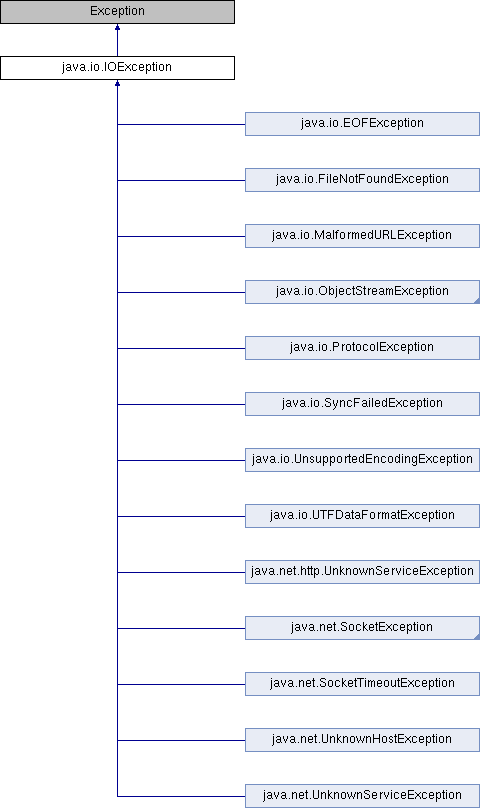 Exception
java.io.IOException
java.io.EOFException
java.io.FileNotFoundException
java.io.MalformedURLException
java.io.ObjectStreamException
java.io.ProtocolException
java.io.SyncFailedException
java.io.UnsupportedEncodingException
java.io.UTFDataFormatException
java.net.http.UnknownServiceException
java.net.SocketException
java.net.SocketTimeoutException
java.net.UnknownHostException
java.net.UnknownServiceException